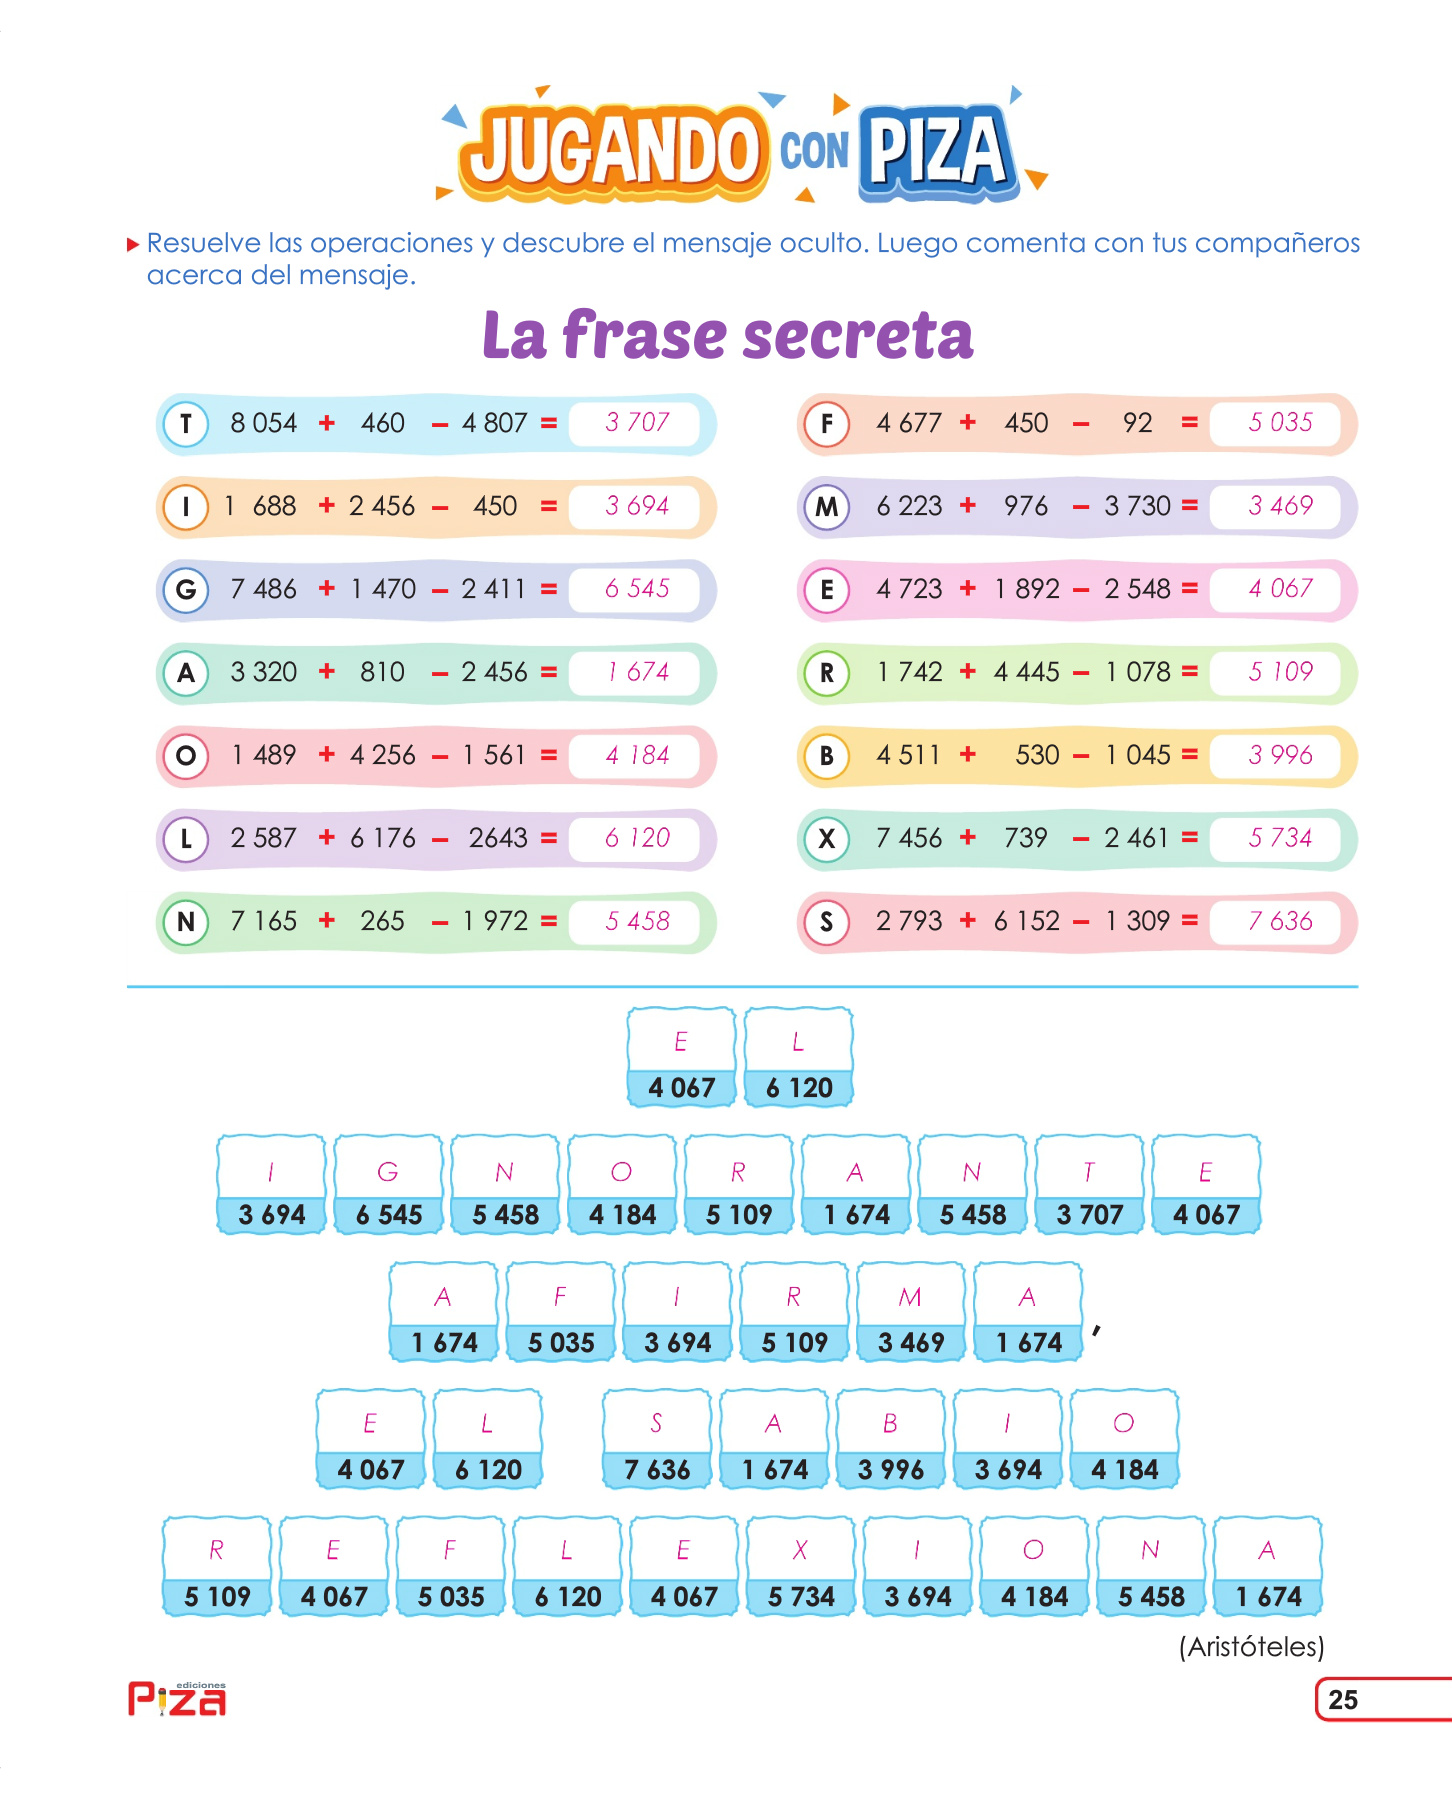 JUGANDO CON PIZA
Resuelve las operaciones y descubre el mensaje oculto. Luego comenta con tus compañeros
acerca del mensaje.
La frase secreta
T 8 054 + 460 – 4 807 = 3 707
I 1 688 + 2 456 – 450 = 3 694
G 7 486 + 1 470 – 2 411 = 6 545
A 3 320 + 810 – 2 456 = 1 674
O 1 489 + 4 256 – 1 561 = 4 184
L 2 587 + 6 176 – 2643 = 6 120
N 7 165 + 265 – 1 972 = 5 458
F 4 677 + 450 – 92 = 5 035
M 6 223 + 976 – 3 730 = 3 469
E 4 723 + 1 892 – 2 548 = 4 067
R 1 742 + 4 445 – 1 078 = 5 109
B 4 511 + 530 – 1 045 = 3 996
X 7 456 + 739 – 2 461 = 5 734
S 2 793 + 6 152 – 1 309 = 7 636
E L
4 067 6 120
I G N O R A N T E
3 694 6 545 5 458 4 184 5 109 1 674 5 458 3 707 4 067
A F I R M A
1 674 5 035 3 694 5 109 3 469 1 674 ,
E L S A B I O
4 067 6 120 7 636 1 674 3 996 3 694 4 184
R E F L E X I O N A
5 109 4 067 5 035 6 120 4 067 5 734 3 694 4 184 5 458 1 674
(Aristóteles)
ediciones
Piza
25